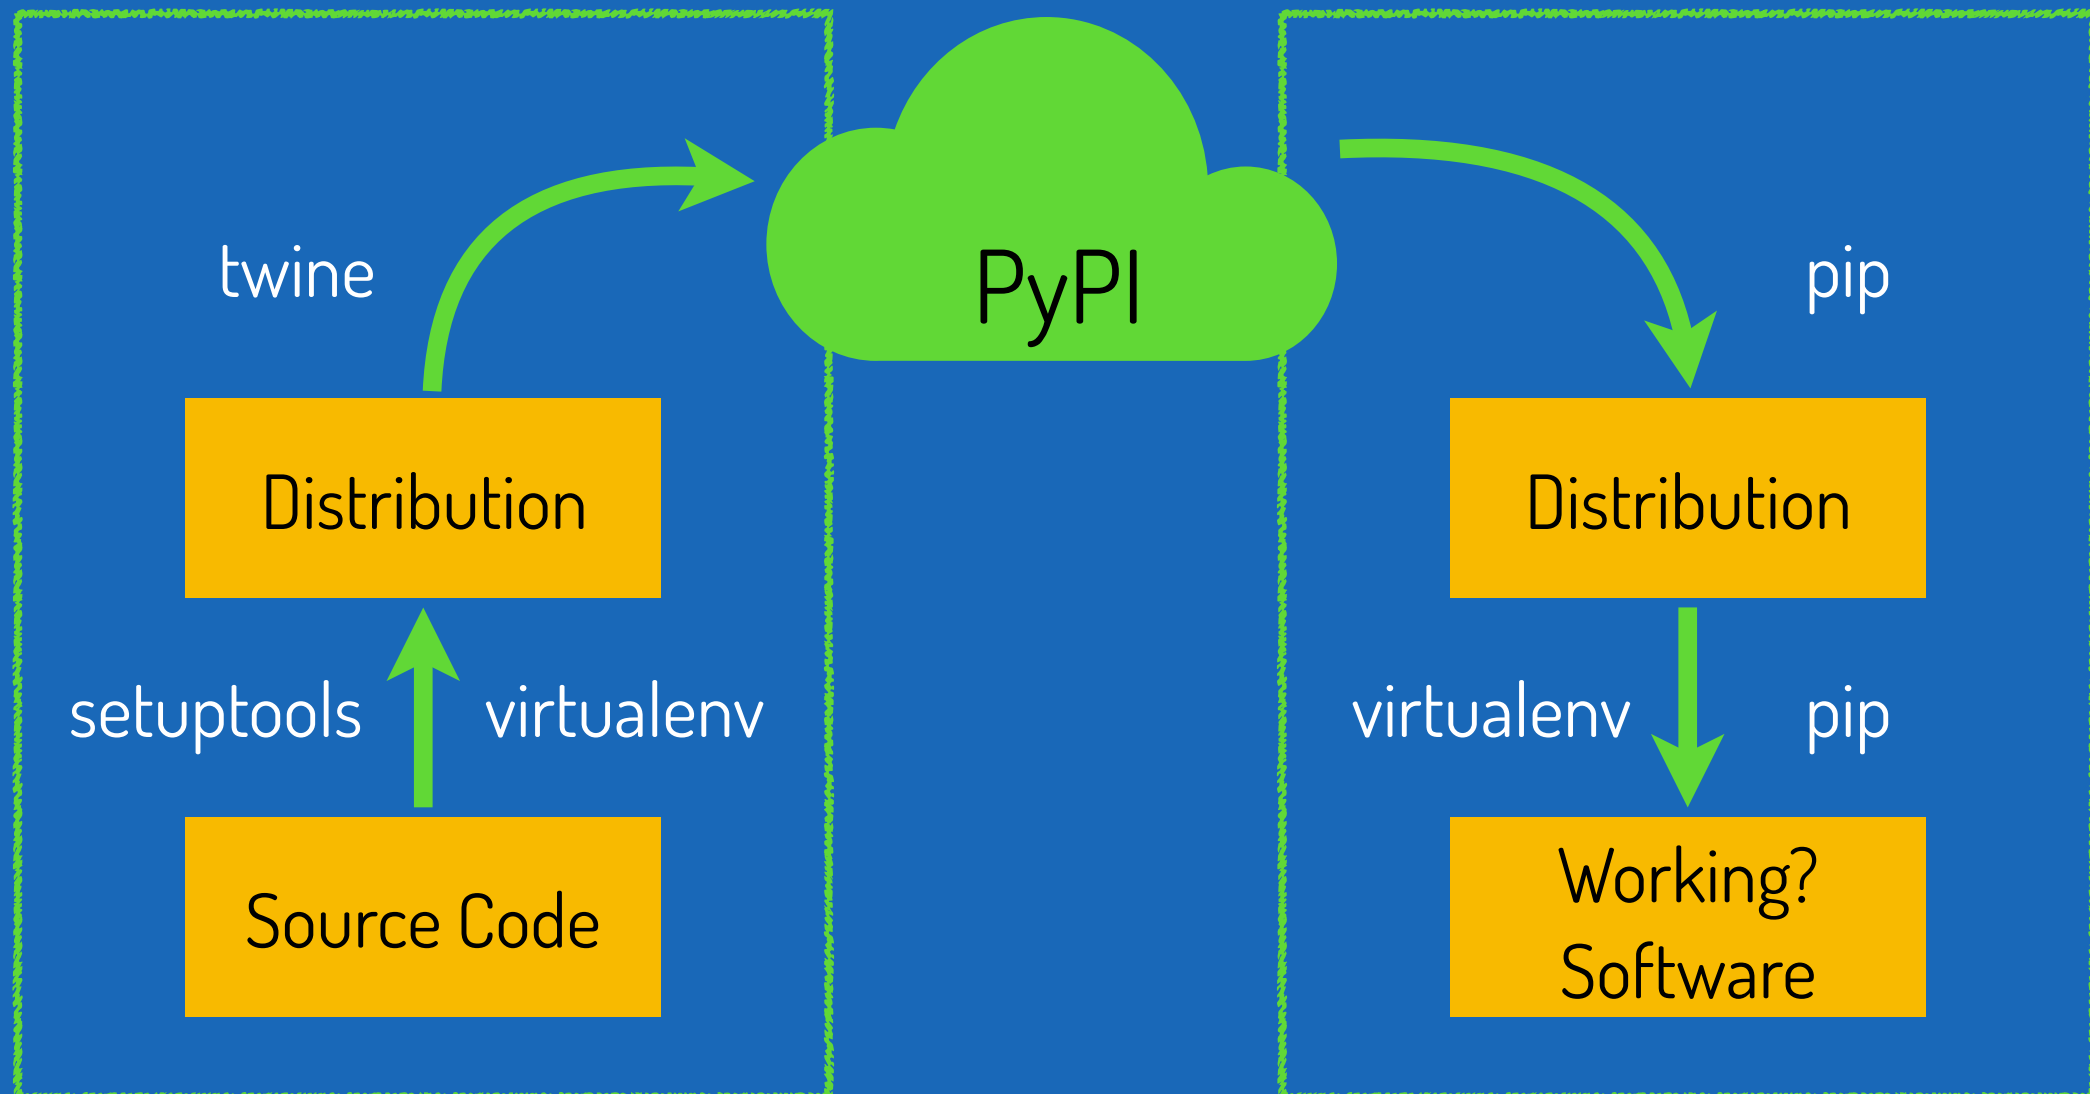 PyPI
twine
pip
Distribution
Distribution
setuptools
virtualenv
virtualenv
pip
Source Code
Working?
Software